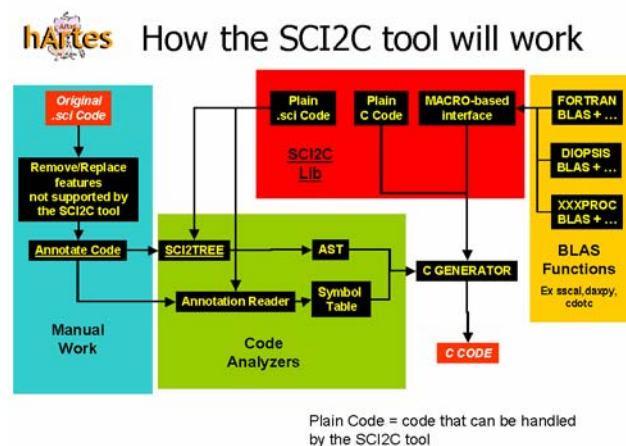 hArtes
How the SCI2C tool will work
Original
.sci Code
Remove/Replace
features
not supported by
the SCI2C tool
Annotate Code
Manual
Work
Plain
.sci Code
Plain
C Code
MACRO-based
interface
SCI2C
Lib
FORTRAN
BLAS + ...
DIOPSIS
BLAS + ...
XXXPROC
BLAS + ...
BLAS
Functions
Ex sscal,daxpy,
cdotc
SCI2TREE
AST
Annotation Reader
Symbol
Table
Code
Analyzers
C GENERATOR
C CODE
Plain Code = code that can be handled
by the SCI2C tool